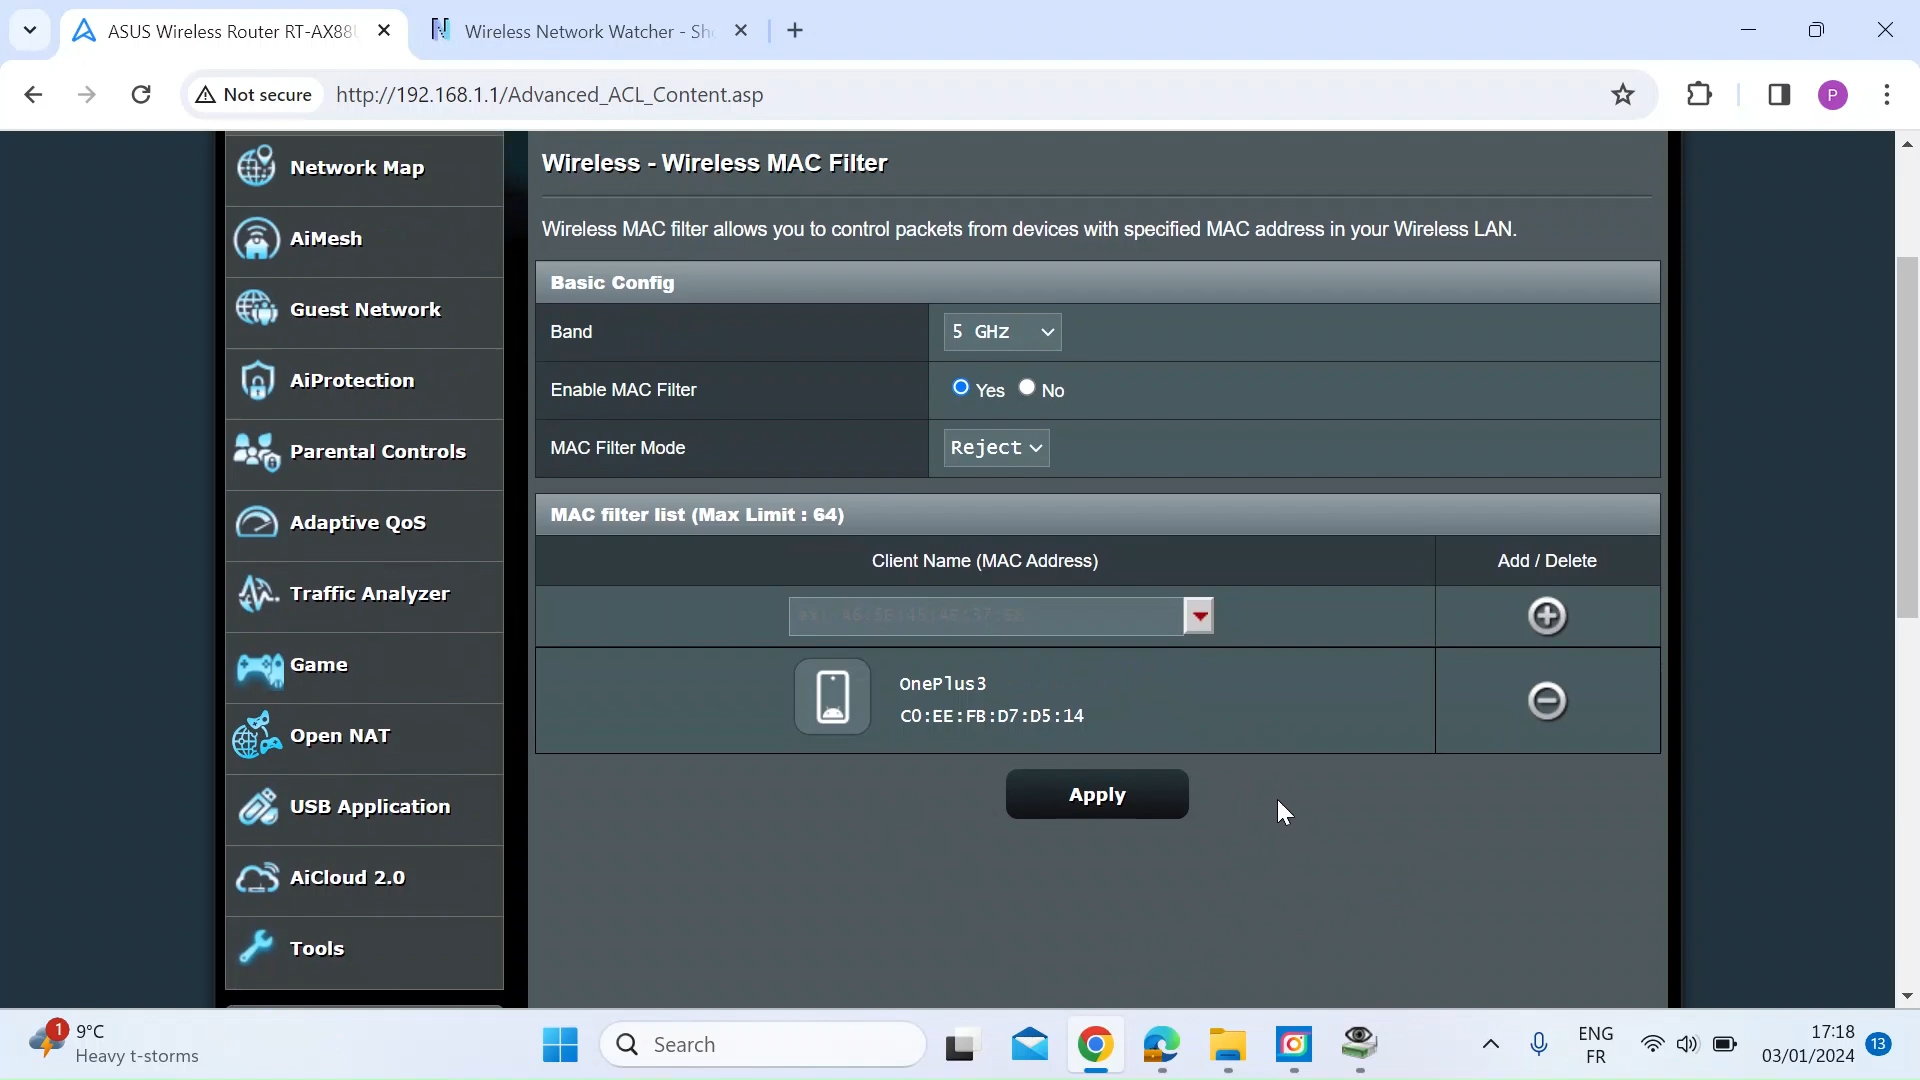 ASUS Wireless Router RT-AX88
Wireless Network Watcher - Sh
Not secure
http://192.168.1.1/Advanced_ACL_Content.asp
P
Network Map
AiMesh
Guest Network
AiProtection
Parental Controls
Adaptive QoS
Traffic Analyzer
Game
Open NAT
USB Application
AiCloud 2.0
Tools
Wireless - Wireless MAC Filter
Wireless MAC filter allows you to control packets from devices with specified MAC address in your Wireless LAN.
Basic Config
Band
5 GHz
Enable MAC Filter
Yes
No
MAC Filter Mode
Reject
MAC filter list (Max Limit : 64)
Client Name (MAC Address)
Add / Delete
OnePlus3
C0:EE:FB:D7:D5:14
Apply
1
9°C
Heavy t-storms
Search
ENG
FR
17:18
03/01/2024
13